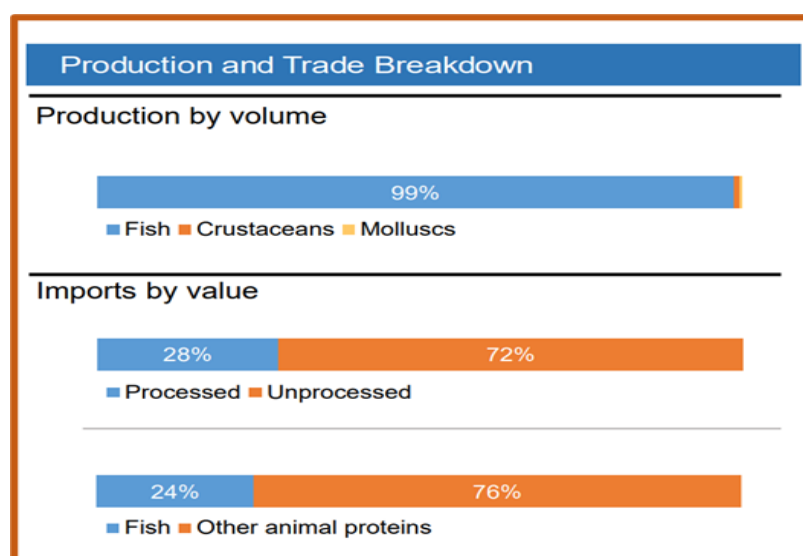 Production and Trade Breakdown
Production by volume
99%
Fish Crustaceans Molluscs
Imports by value
28% 72%
Processed Unprocessed
24% 76%
Fish Other animal proteins